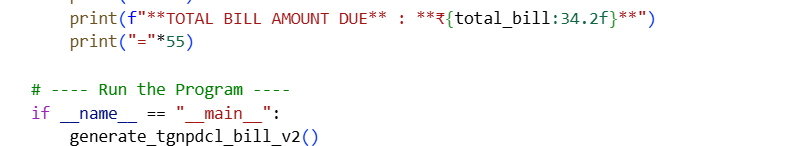 print(f"**TOTAL BILL AMOUNT DUE** : **₹{total_bill:34.2f}**")
print("="*55)
# ---- Run the Program ----
if __name__ == "__main__":
generate_tgnpdcl_bill_v2()